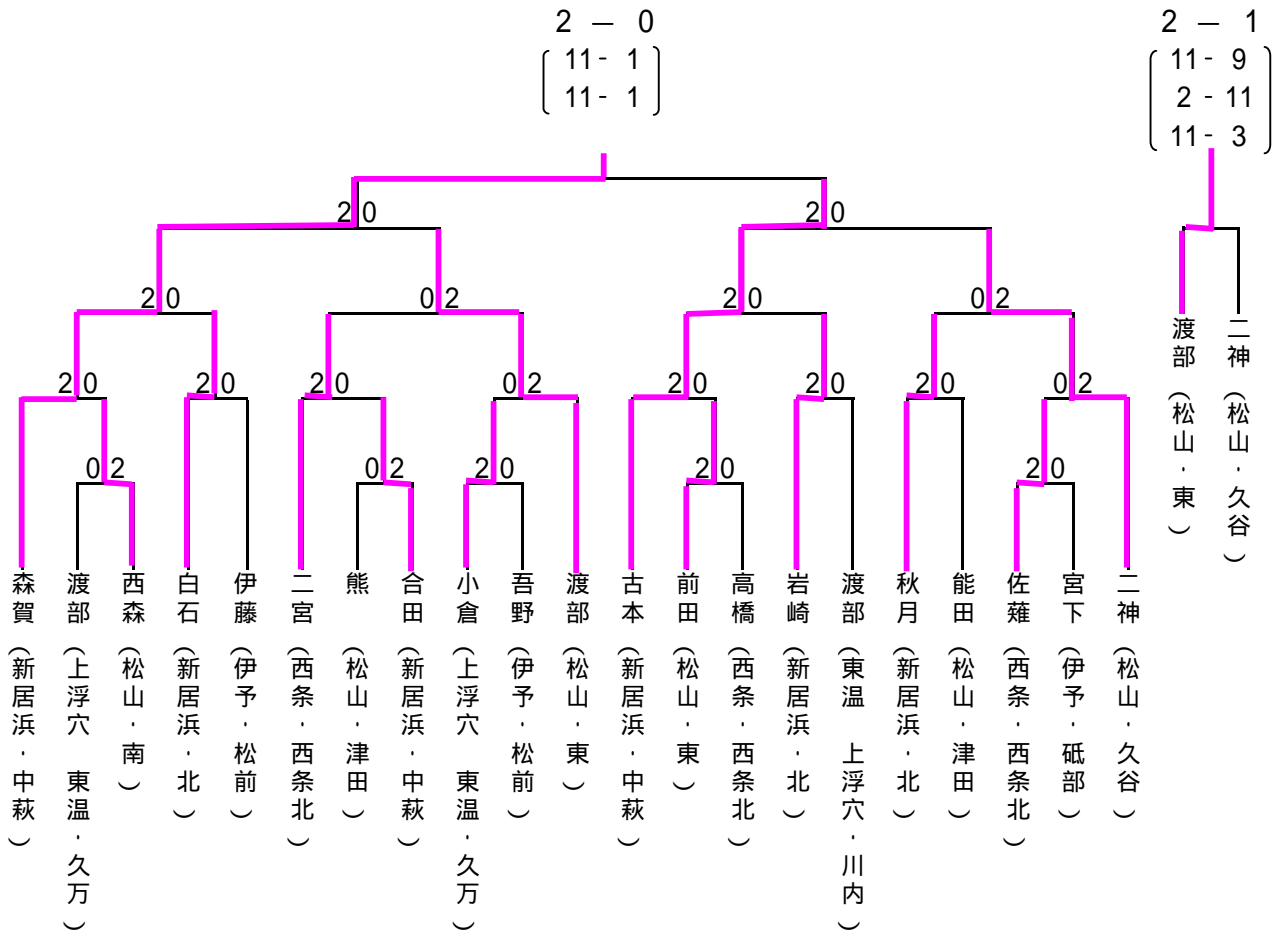 2 － 0
11 - 1
11 - 1
2 － 1
11 - 9
2 - 11
11 - 3
2 0
2 0
2 0
0 2
2 0
0 2
2 0
2 0
2 0
0 2
2 0
2 0
2 0
0 2
0 2
0 2
2 0
2 0
2 0
渡部（松山・東）
二神（松山・久谷）
森賀（新居浜・中萩）
渡部（上浮穴 東温・久万）
西森（松山・南）
白石（新居浜・北）
伊藤（伊予・松前）
二宮（西条・西条北）
熊（松山・津田）
合田（新居浜・中萩）
小倉（上浮穴 東温・久万）
吾野（伊予・松前）
渡部（松山・東）
古本（新居浜・中萩）
前田（松山・東）
高橋（西条・西条北）
岩崎（新居浜・北）
渡部（東温 上浮穴・川内）
秋月（新居浜・北）
能田（松山・津田）
佐薙（西条・西条北）
宮下（伊予・砥部）
二神（松山・久谷）